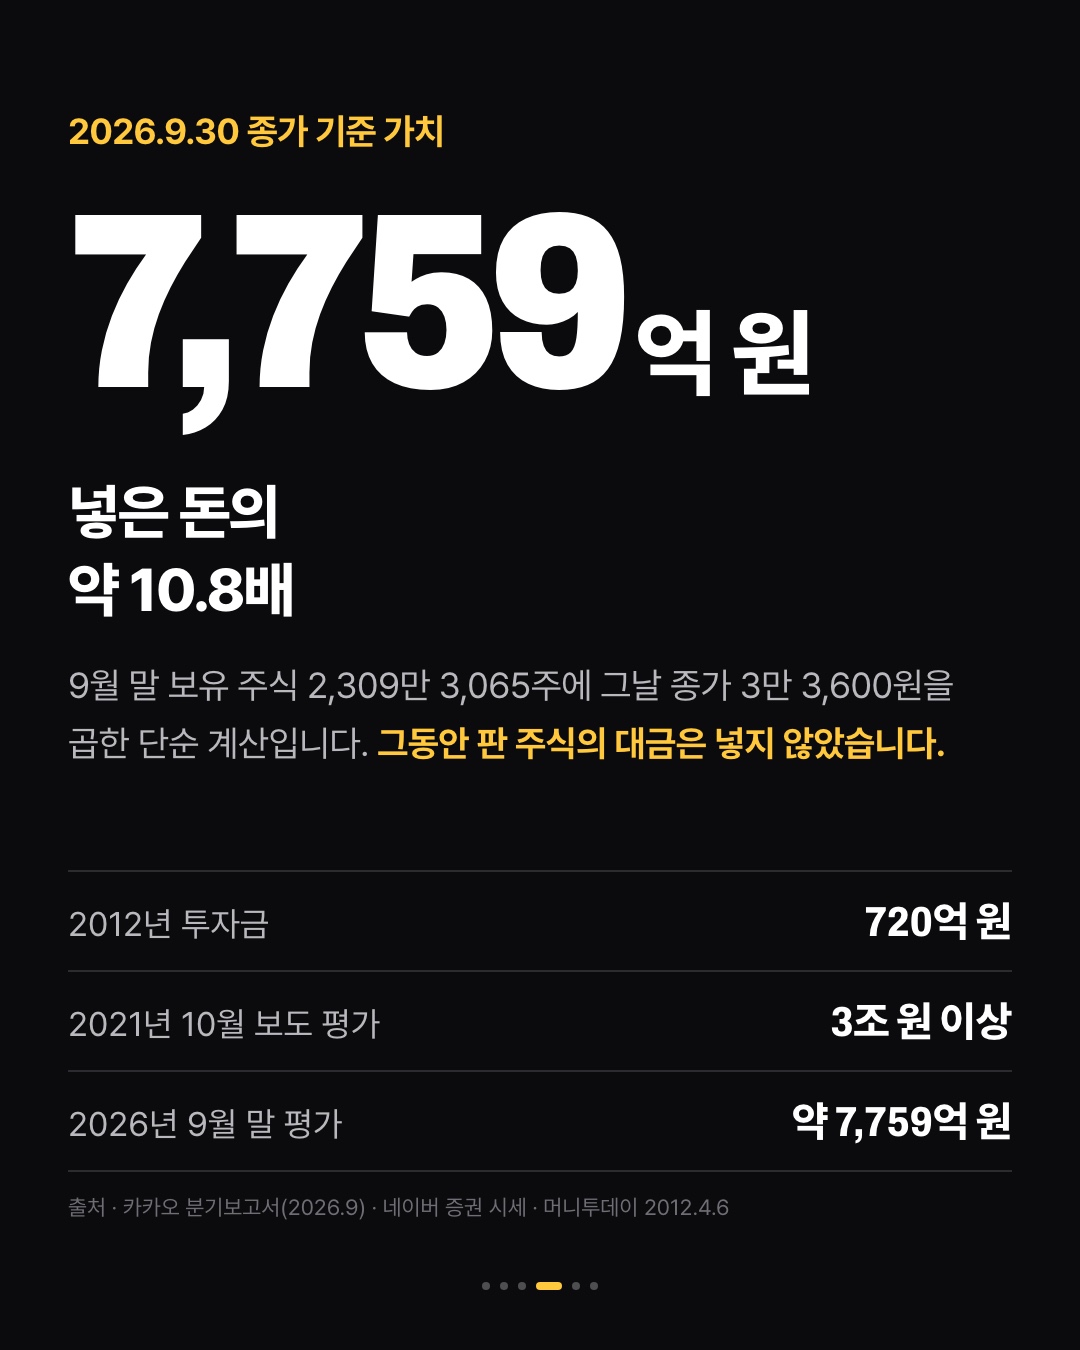 2026.9.30 종가 기준 가치
7,759억 원
넣은 돈의
약 10.8배
9월 말 보유 주식 2,309만 3,065주에 그날 종가 3만 3,600원을
곱한 단순 계산입니다. 그동안 판 주식의 대금은 넣지 않았습니다.
2012년 투자금 720억 원
2021년 10월 보도 평가 3조 원 이상
2026년 9월 말 평가 약 7,759억 원
출처 · 카카오 분기보고서(2026.9) · 네이버 증권 시세 · 머니투데이 2012.4.6